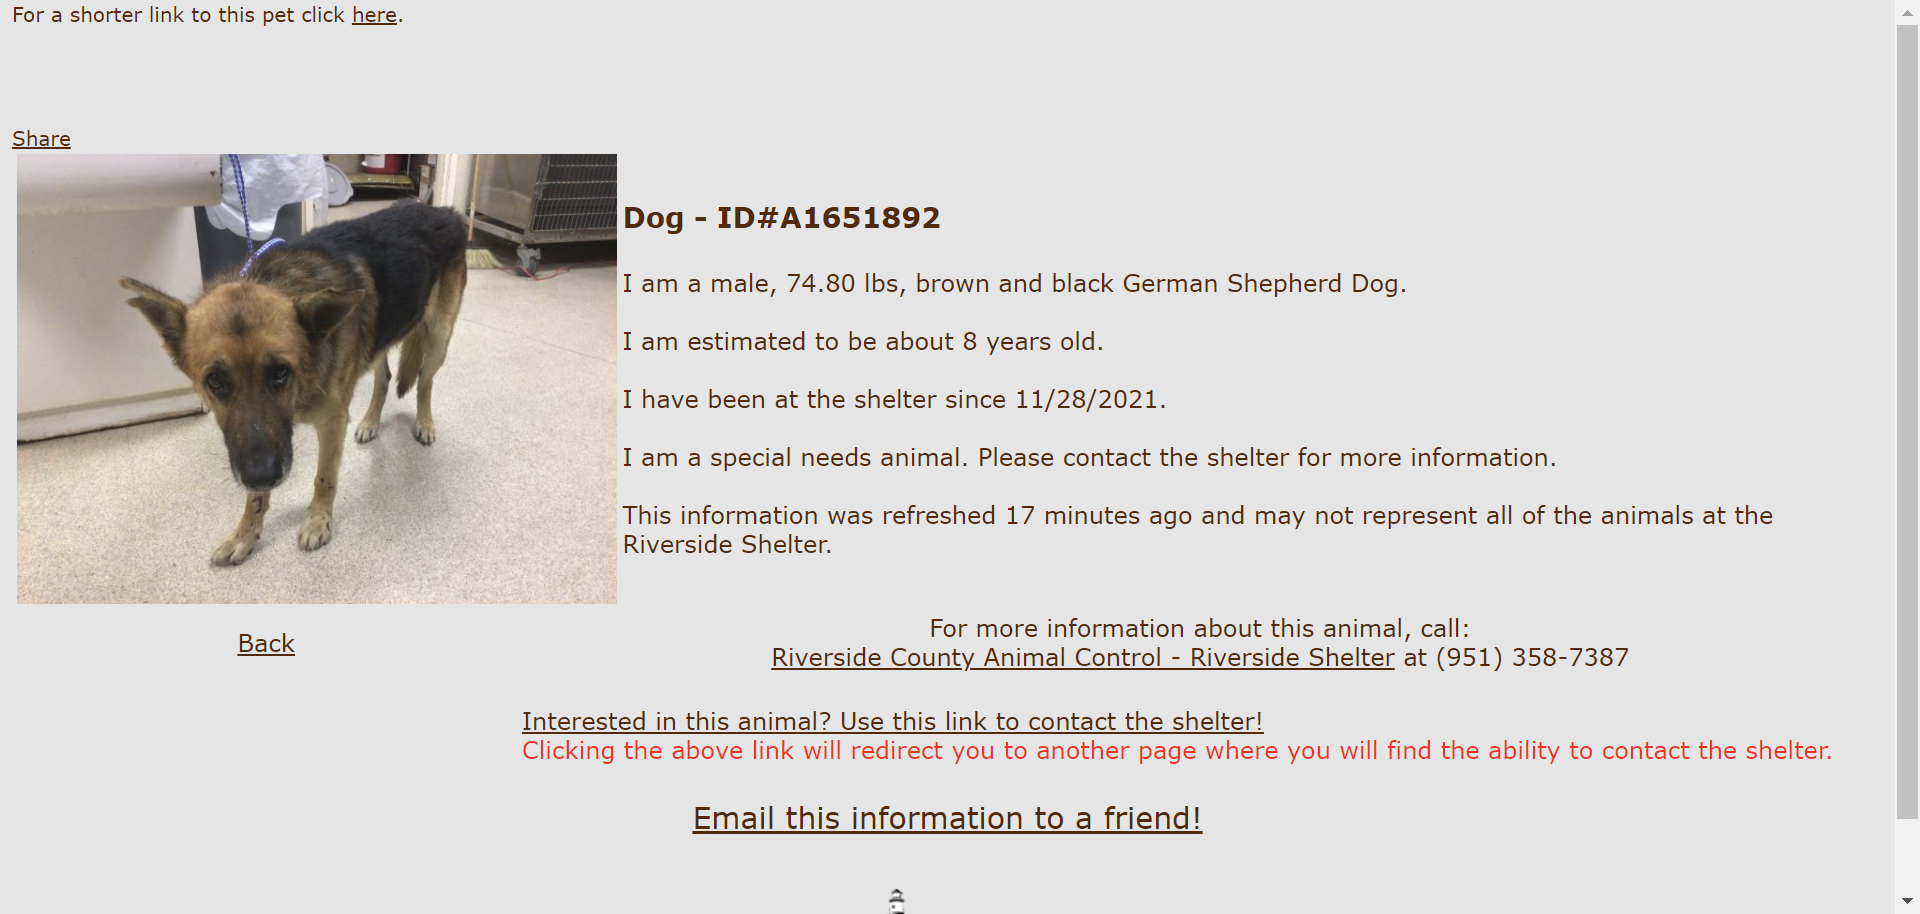 For a shorter link to this pet click here.
Share
Dog - ID#A1651892
I am a male, 74.80 lbs, brown and black German Shepherd Dog.
I am estimated to be about 8 years old.
I have been at the shelter since 11/28/2021.
I am a special needs animal. Please contact the shelter for more information.
This information was refreshed 17 minutes ago and may not represent all of the animals at the
Riverside Shelter.
Back
For more information about this animal, call:
Riverside County Animal Control - Riverside Shelter at (951) 358-7387
Interested in this animal? Use this link to contact the shelter!
Clicking the above link will redirect you to another page where you will find the ability to contact the shelter.
Email this information to a friend!